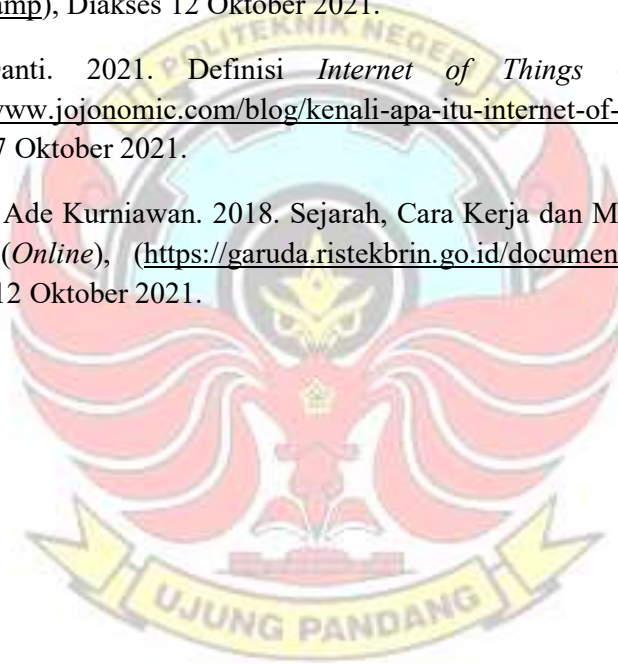 amp), Diakses 12 Oktober 2021.
anti. 2021. Definisi Internet of Things
www.jojonomic.com/blog/kenali-apa-itu-internet-of-
7 Oktober 2021.
Ade Kurniawan. 2018. Sejarah, Cara Kerja dan M
(Online), (https://garuda.ristekbrin.go.id/documen
12 Oktober 2021.
POLITEKNIK NEGERI
UJUNG PANDANG